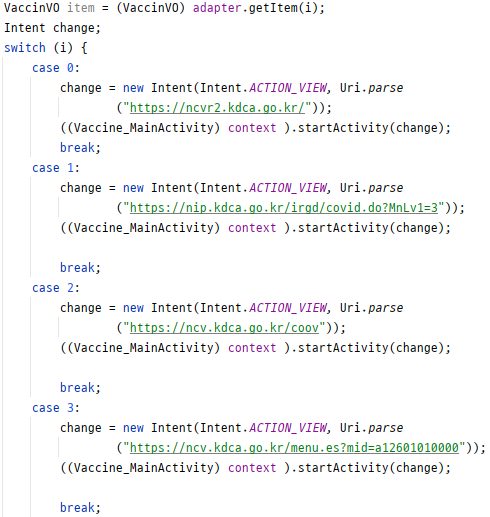 VaccinVO item = (VaccinVO) adapter.getItem(i);
Intent change;
switch (i) {
    case 0:
        change = new Intent(Intent.ACTION_VIEW, Uri.parse
                ("https://ncvr2.kdca.go.kr/"));
        ((Vaccine_MainActivity) context ).startActivity(change);
        break;
    case 1:
        change = new Intent(Intent.ACTION_VIEW, Uri.parse
                ("https://nip.kdca.go.kr/irgd/covid.do?MnLv1=3"));
        ((Vaccine_MainActivity) context ).startActivity(change);

        break;
    case 2:
        change = new Intent(Intent.ACTION_VIEW, Uri.parse
                ("https://ncv.kdca.go.kr/coov"));
        ((Vaccine_MainActivity) context ).startActivity(change);

        break;
    case 3:
        change = new Intent(Intent.ACTION_VIEW, Uri.parse
                ("https://ncv.kdca.go.kr/menu.es?mid=a12601010000"));
        ((Vaccine_MainActivity) context ).startActivity(change);

        break;